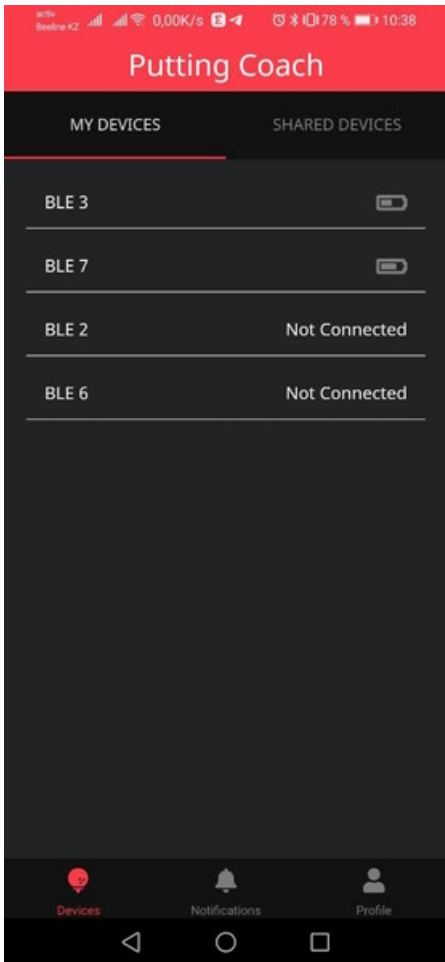 activ
Beeline KZ 0,00K/s 78 % 10:38
Putting Coach
MY DEVICES SHARED DEVICES
BLE 3
BLE 7
BLE 2 Not Connected
BLE 6 Not Connected
Devices Notifications Profile